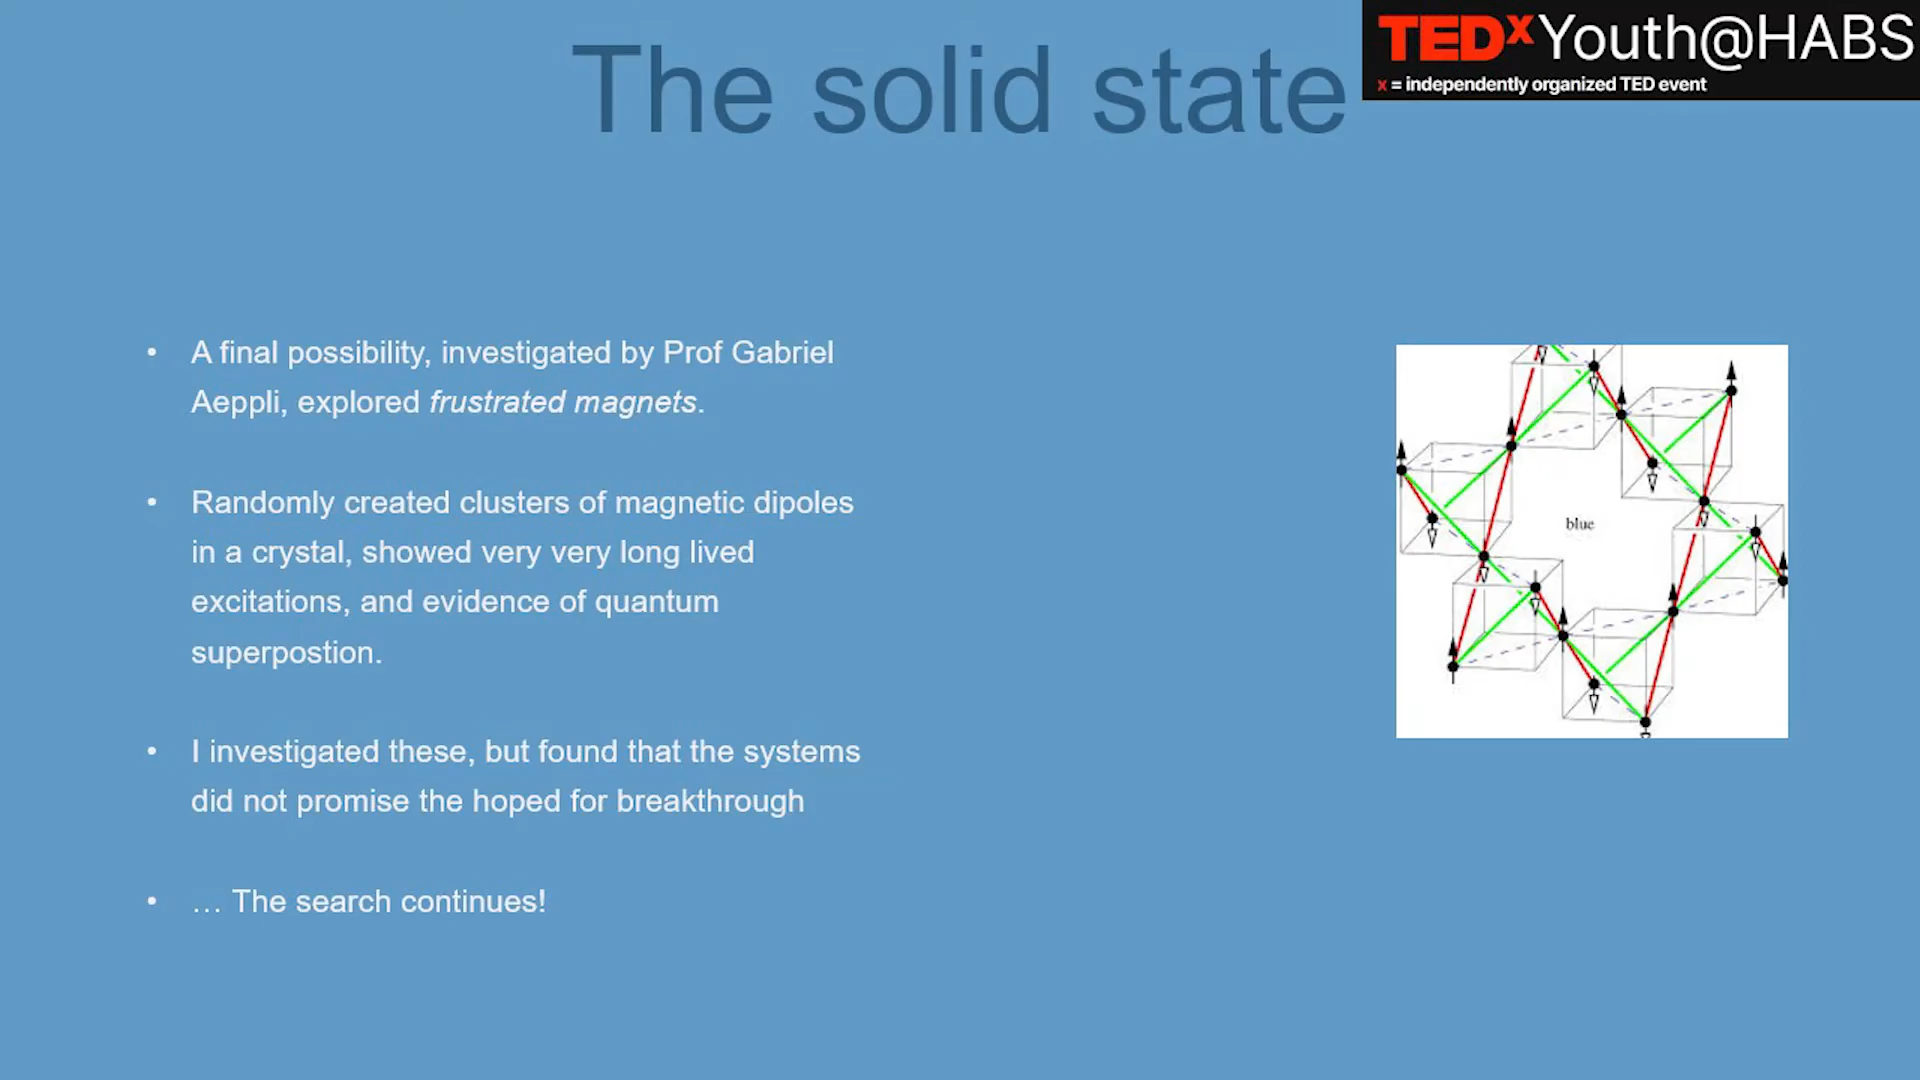 The solid state
TEDxYouth@HABS
x = independently organized TED event
• A final possibility, investigated by Prof Gabriel
Aeppli, explored frustrated magnets.
• Randomly created clusters of magnetic dipoles
in a crystal, showed very very long lived
excitations, and evidence of quantum
superpostion.
• I investigated these, but found that the systems
did not promise the hoped for breakthrough
• … The search continues!
blue